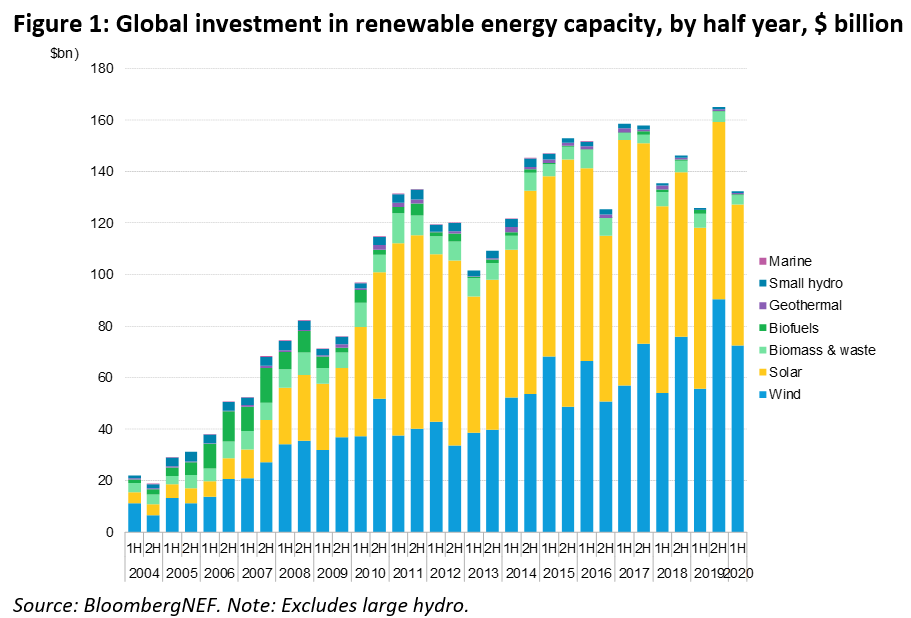 Figure 1: Global investment in renewable energy capacity, by half year, $ billion
$bn)
180
160
140
120
100
80
60
40
20
0
Marine
Small hydro
Geothermal
Biofuels
Biomass & waste
Solar
Wind
1H 2H 1H 2H 1H 2H 1H 2H 1H 2H 1H 2H 1H 2H 1H 2H 1H 2H 1H 2H 1H 2H 1H 2H 1H 2H 1H 2H 1H 2H 1H 2H 1H
2004 2005 2006 2007 2008 2009 2010 2011 2012 2013 2014 2015 2016 2017 2018 2019 2020
Source: BloombergNEF. Note: Excludes large hydro.